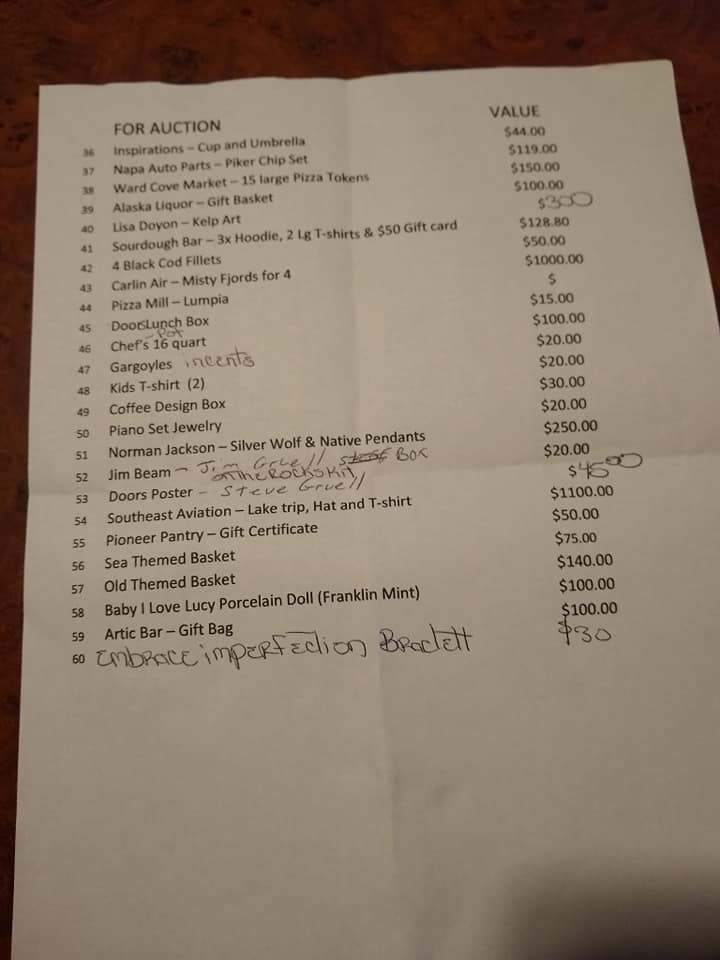 FOR AUCTION VALUE
36 Inspirations – Cup and Umbrella $44.00
37 Napa Auto Parts – Piker Chip Set $119.00
38 Ward Cove Market – 15 large Pizza Tokens $150.00
39 Alaska Liquor – Gift Basket $100.00
40 Lisa Doyon – Kelp Art $300
41 Sourdough Bar – 3x Hoodie, 2 Lg T-shirts & $50 Gift card $128.80
42 4 Black Cod Fillets $50.00
43 Carlin Air – Misty Fjords for 4 $1000.00
44 Pizza Mill – Lumpia $
45 Doors Lunch Box $15.00
Pot
46 Chef's 16 quart $100.00
47 Gargoyles incents $20.00
48 Kids T-shirt (2) $20.00
49 Coffee Design Box $30.00
50 Piano Set Jewelry $20.00
51 Norman Jackson – Silver Wolf & Native Pendants $250.00
52 Jim Beam – Jim Gruell Box $20.00
on the Rocks Kit
53 Doors Poster – Steve Gruell $45.00
54 Southeast Aviation – Lake trip, Hat and T-shirt $1100.00
55 Pioneer Pantry – Gift Certificate $50.00
56 Sea Themed Basket $75.00
57 Old Themed Basket $140.00
58 Baby I Love Lucy Porcelain Doll (Franklin Mint) $100.00
59 Artic Bar – Gift Bag $100.00
60 Embrace imperfection Braclett $30